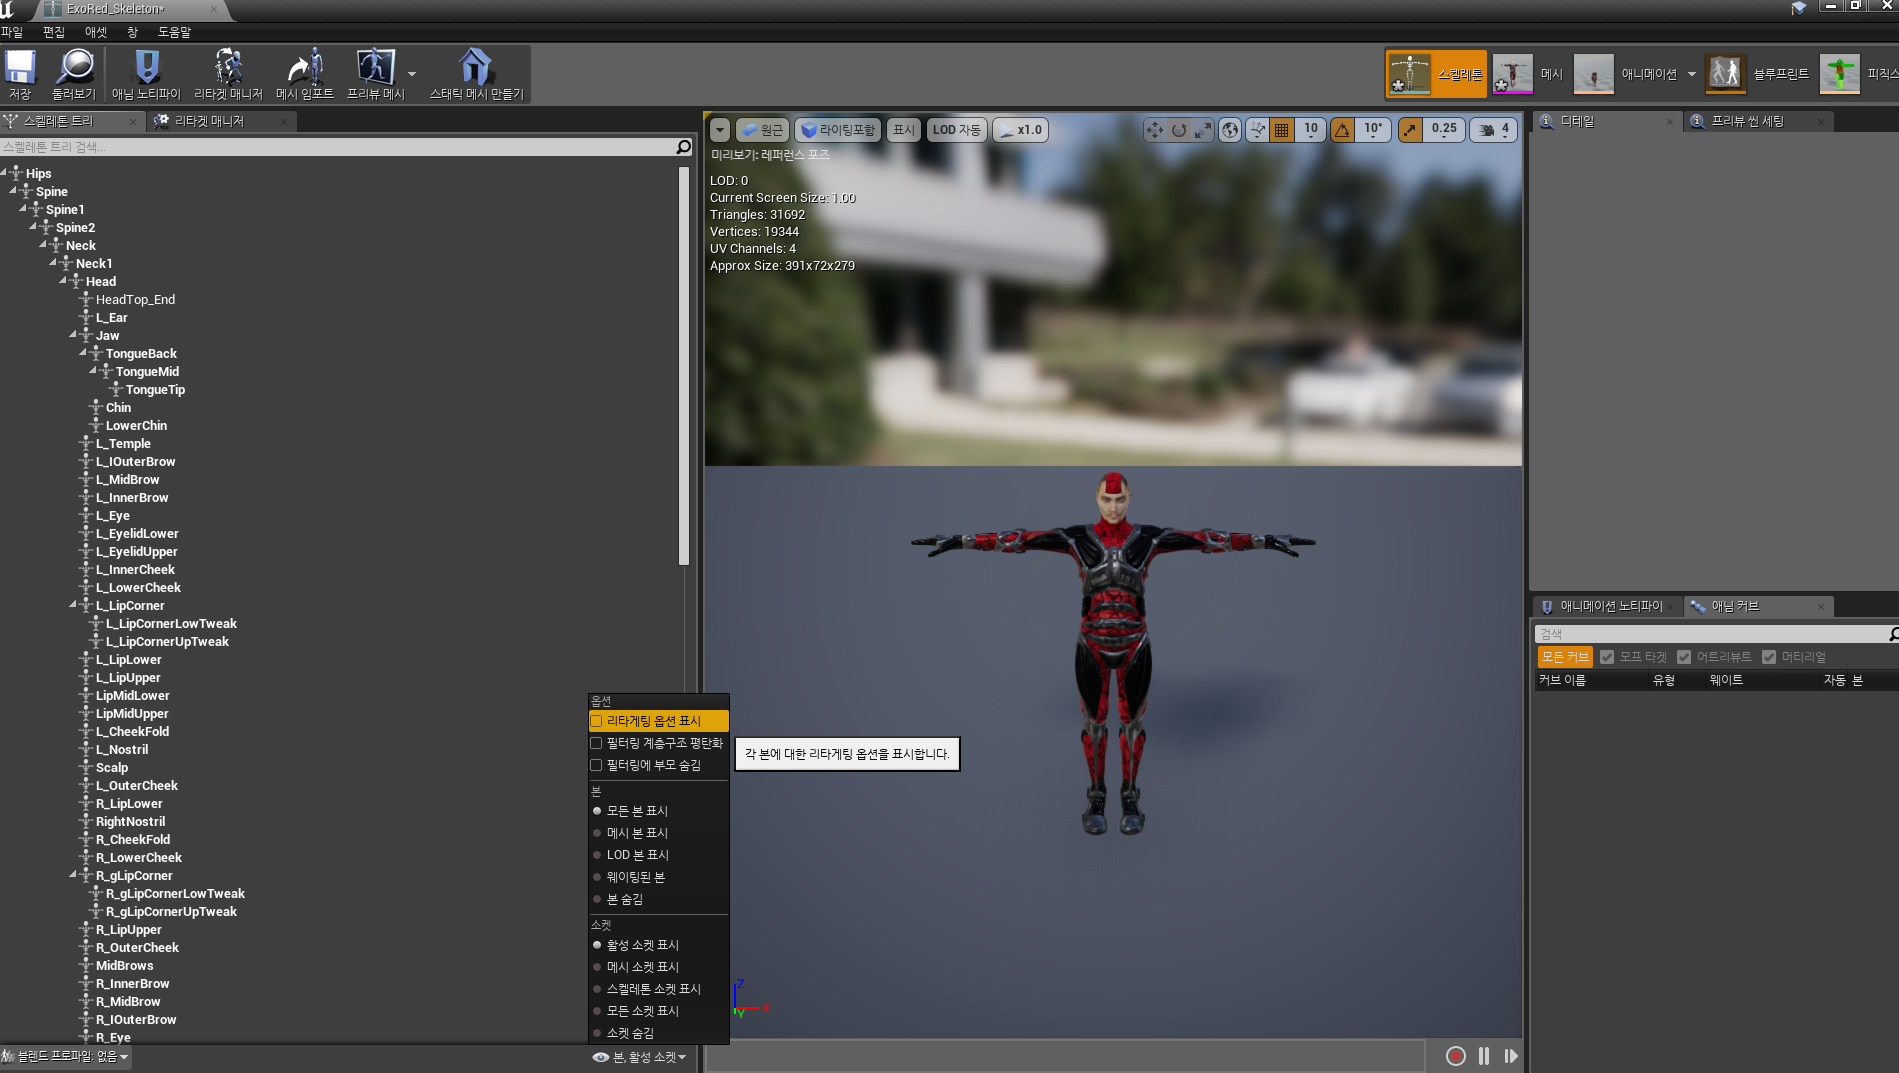 ExoRed_Skeleton*
파일 편집 애셋 창 도움말
저장 둘러보기 애님 노티파이 리타겟 매니저 메시 임포트 프리뷰 메시 스태틱 메시 만들기
스켈레톤 메시 애니메이션 블루프린트 피직스
스켈레톤 트리 리타겟 매니저
스켈레톤 트리 검색...
Hips
Spine
Spine1
Spine2
Neck
Neck1
Head
HeadTop_End
L_Ear
Jaw
TongueBack
TongueMid
TongueTip
Chin
LowerChin
L_Temple
L_IOuterBrow
L_MidBrow
L_InnerBrow
L_Eye
L_EyelidLower
L_EyelidUpper
L_InnerCheek
L_LowerCheek
L_LipCorner
L_LipCornerLowTweak
L_LipCornerUpTweak
L_LipLower
L_LipUpper
LipMidLower
LipMidUpper
L_CheekFold
L_Nostril
Scalp
L_OuterCheek
R_LipLower
RightNostril
R_CheekFold
R_LowerCheek
R_gLipCorner
R_gLipCornerLowTweak
R_gLipCornerUpTweak
R_LipUpper
R_OuterCheek
MidBrows
R_InnerBrow
R_MidBrow
R_IOuterBrow
R_Eye
블렌드 프로파일: 없음
본, 활성 소켓
옵션
리타게팅 옵션 표시
필터링 계층구조 평탄화
필터링에 부모 숨김
본
모든 본 표시
메시 본 표시
LOD 본 표시
웨이팅된 본
본 숨김
소켓
활성 소켓 표시
메시 소켓 표시
스켈레톤 소켓 표시
모든 소켓 표시
소켓 숨김
각 본에 대한 리타게팅 옵션을 표시합니다.
원근 라이팅포함 표시 LOD 자동 x1.0 10 10° 0.25 4
미리보기: 레퍼런스 포즈
LOD: 0
Current Screen Size: 1.00
Triangles: 31692
Vertices: 19344
UV Channels: 4
Approx Size: 391x72x279
Z
X
Y
디테일 프리뷰 씬 세팅
애니메이션 노티파이 애님 커브
검색
모든 커브 모프 타겟 어트리뷰트 머티리얼
커브 이름 유형 웨이트 자동 본